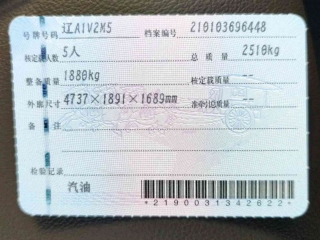 号牌号码 辽A1V2M5 档案编号 210103696448
核定载人数 5人 总质量 2510kg
整备质量 1880kg 核定载质量 --
外廓尺寸 4737×1891×1689mm 准牵引总质量 --
备注
检验记录
汽油
*2190031342622*